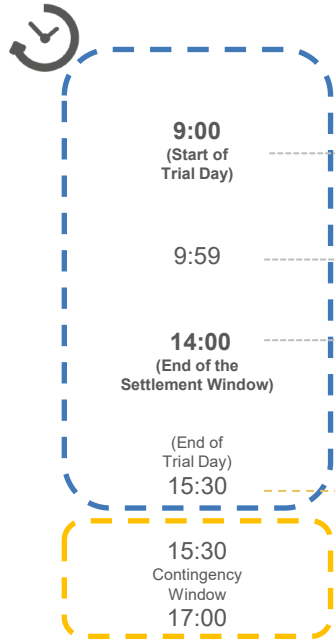 9:00
(Start of
Trial Day)
9:59
14:00
(End of the
Settlement Window)
(End of
Trial Day)
15:30
15:30
Contingency
Window
17:00